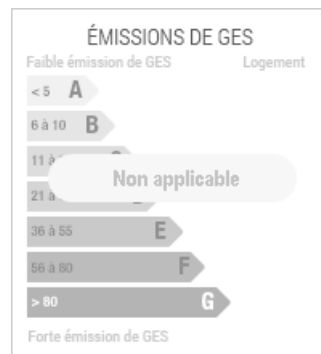 ÉMISSIONS DE GES
Faible émission de GES Logement
< 5 A
6 à 10 B
11 à
Non applicable
21 à
36 à 55 E
56 à 80 F
> 80 G
Forte émission de GES